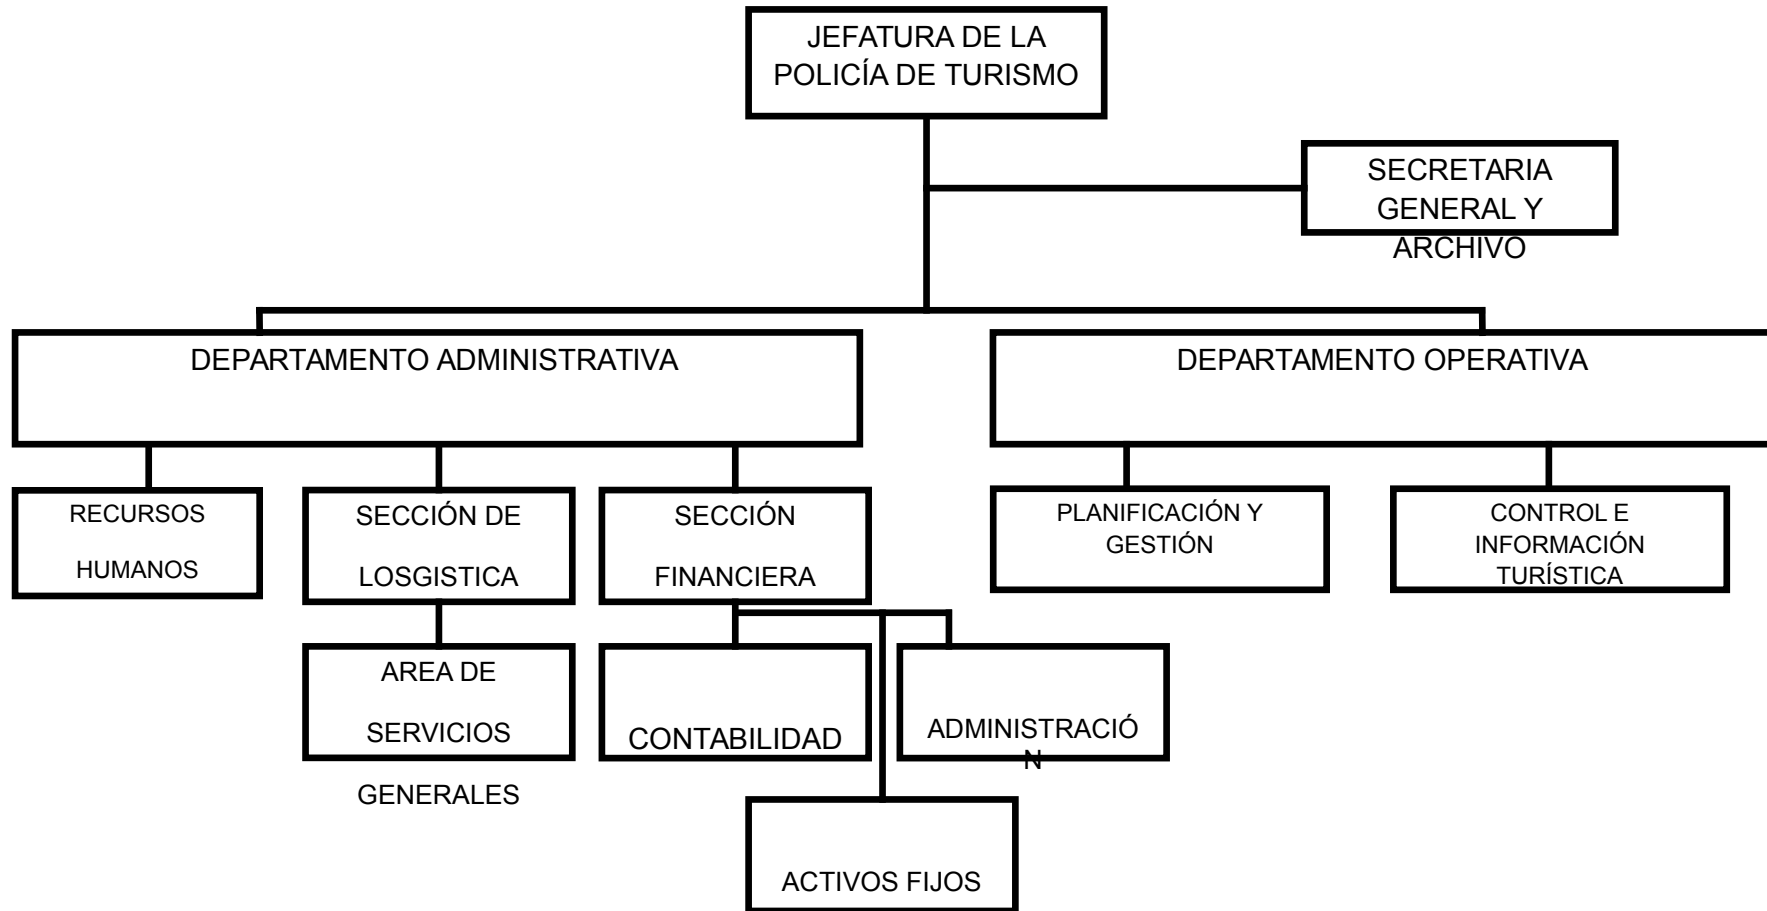 JEFATURA DE LA
POLICÍA DE TURISMO
SECRETARIA
GENERAL Y
ARCHIVO
DEPARTAMENTO ADMINISTRATIVA
DEPARTAMENTO OPERATIVA
RECURSOS
HUMANOS
SECCIÓN DE
LOSGISTICA
SECCIÓN
FINANCIERA
PLANIFICACIÓN Y
GESTIÓN
CONTROL E
INFORMACIÓN
TURÍSTICA
AREA DE
SERVICIOS
GENERALES
CONTABILIDAD
ADMINISTRACIÓ
N
ACTIVOS FIJOS